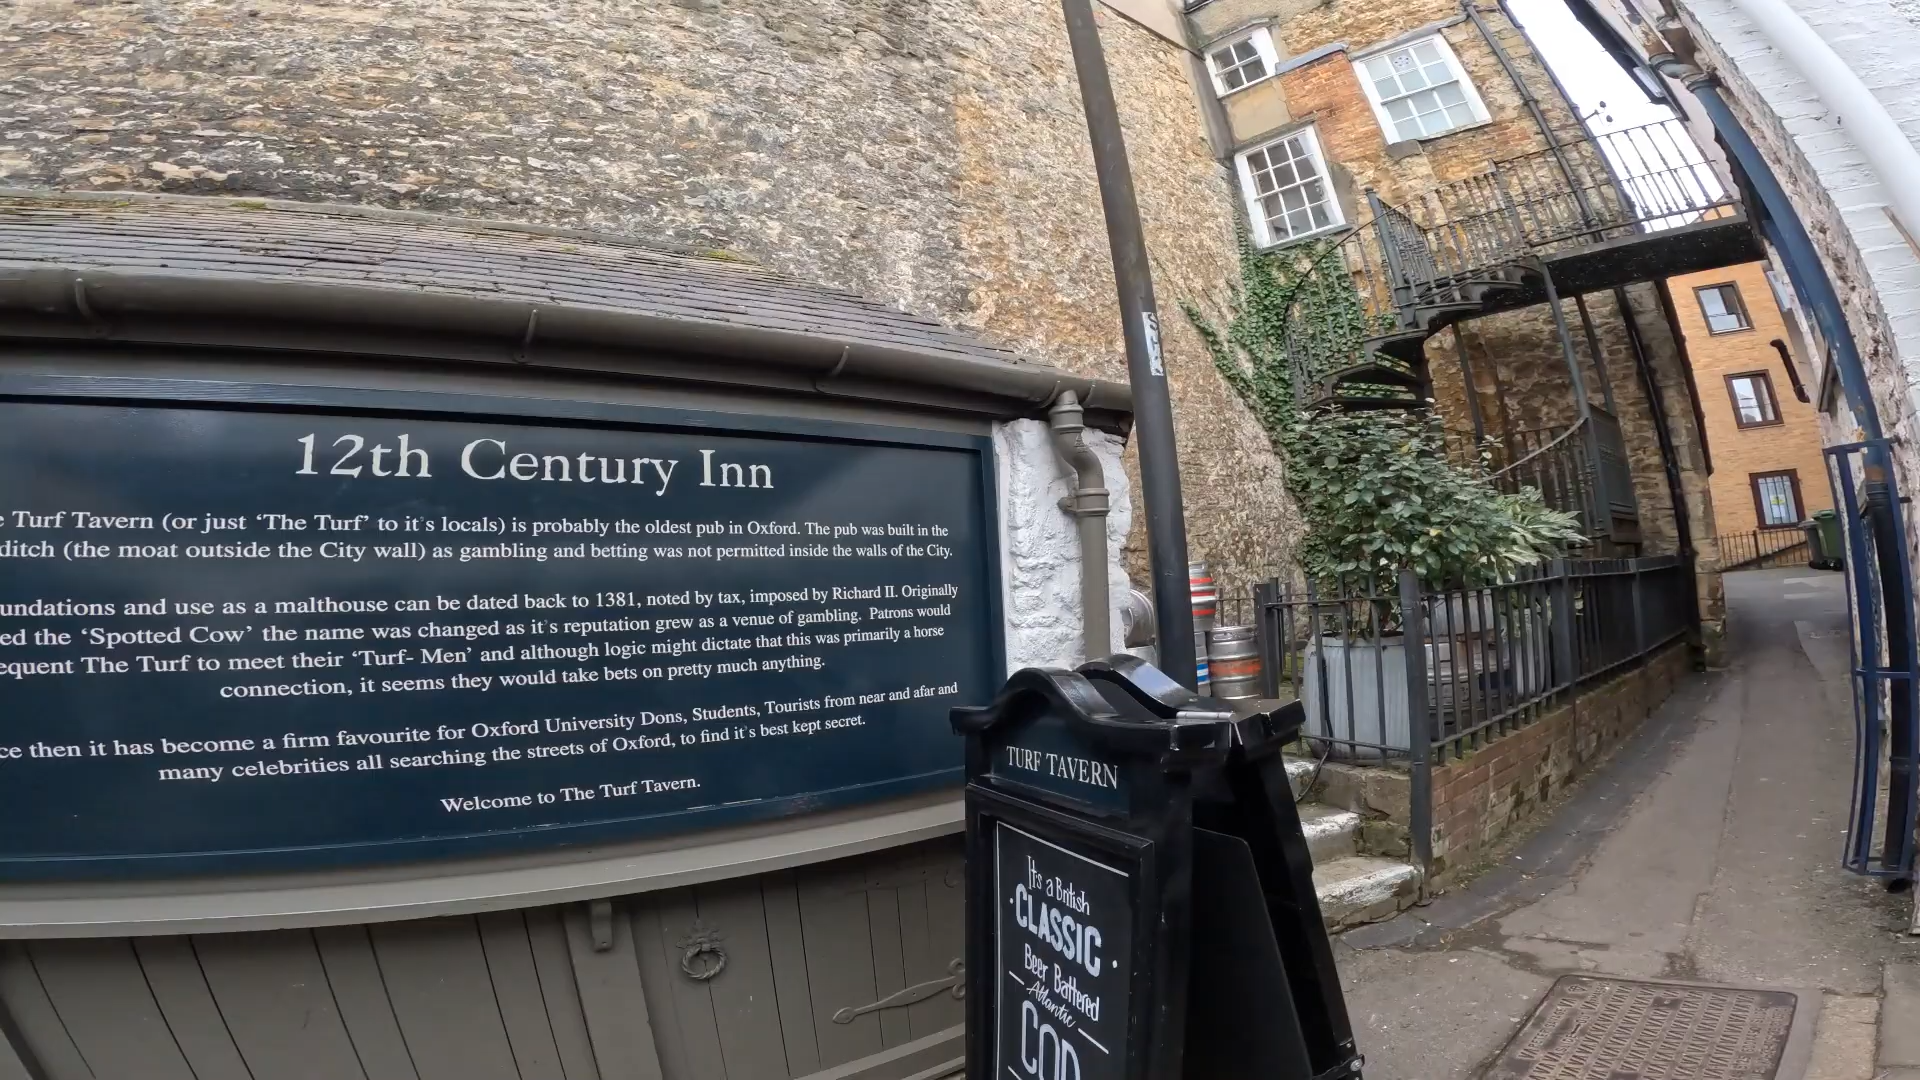 12th Century Inn
Turf Tavern (or just ‘The Turf’ to it's locals) is probably the oldest pub in Oxford. The pub was built in the
ditch (the moat outside the City wall) as gambling and betting was not permitted inside the walls of the City.
undations and use as a malthouse can be dated back to 1381, noted by tax, imposed by Richard II. Originally
ed the ‘Spotted Cow’ the name was changed as it's reputation grew as a venue of gambling. Patrons would
equent The Turf to meet their ‘Turf- Men’ and although logic might dictate that this was primarily a horse
connection, it seems they would take bets on pretty much anything.
ce then it has become a firm favourite for Oxford University Dons, Students, Tourists from near and afar and
many celebrities all searching the streets of Oxford, to find it's best kept secret.
Welcome to The Turf Tavern.
TURF TAVERN
It's a British
CLASSIC
Beer Battered
Atlantic
COD